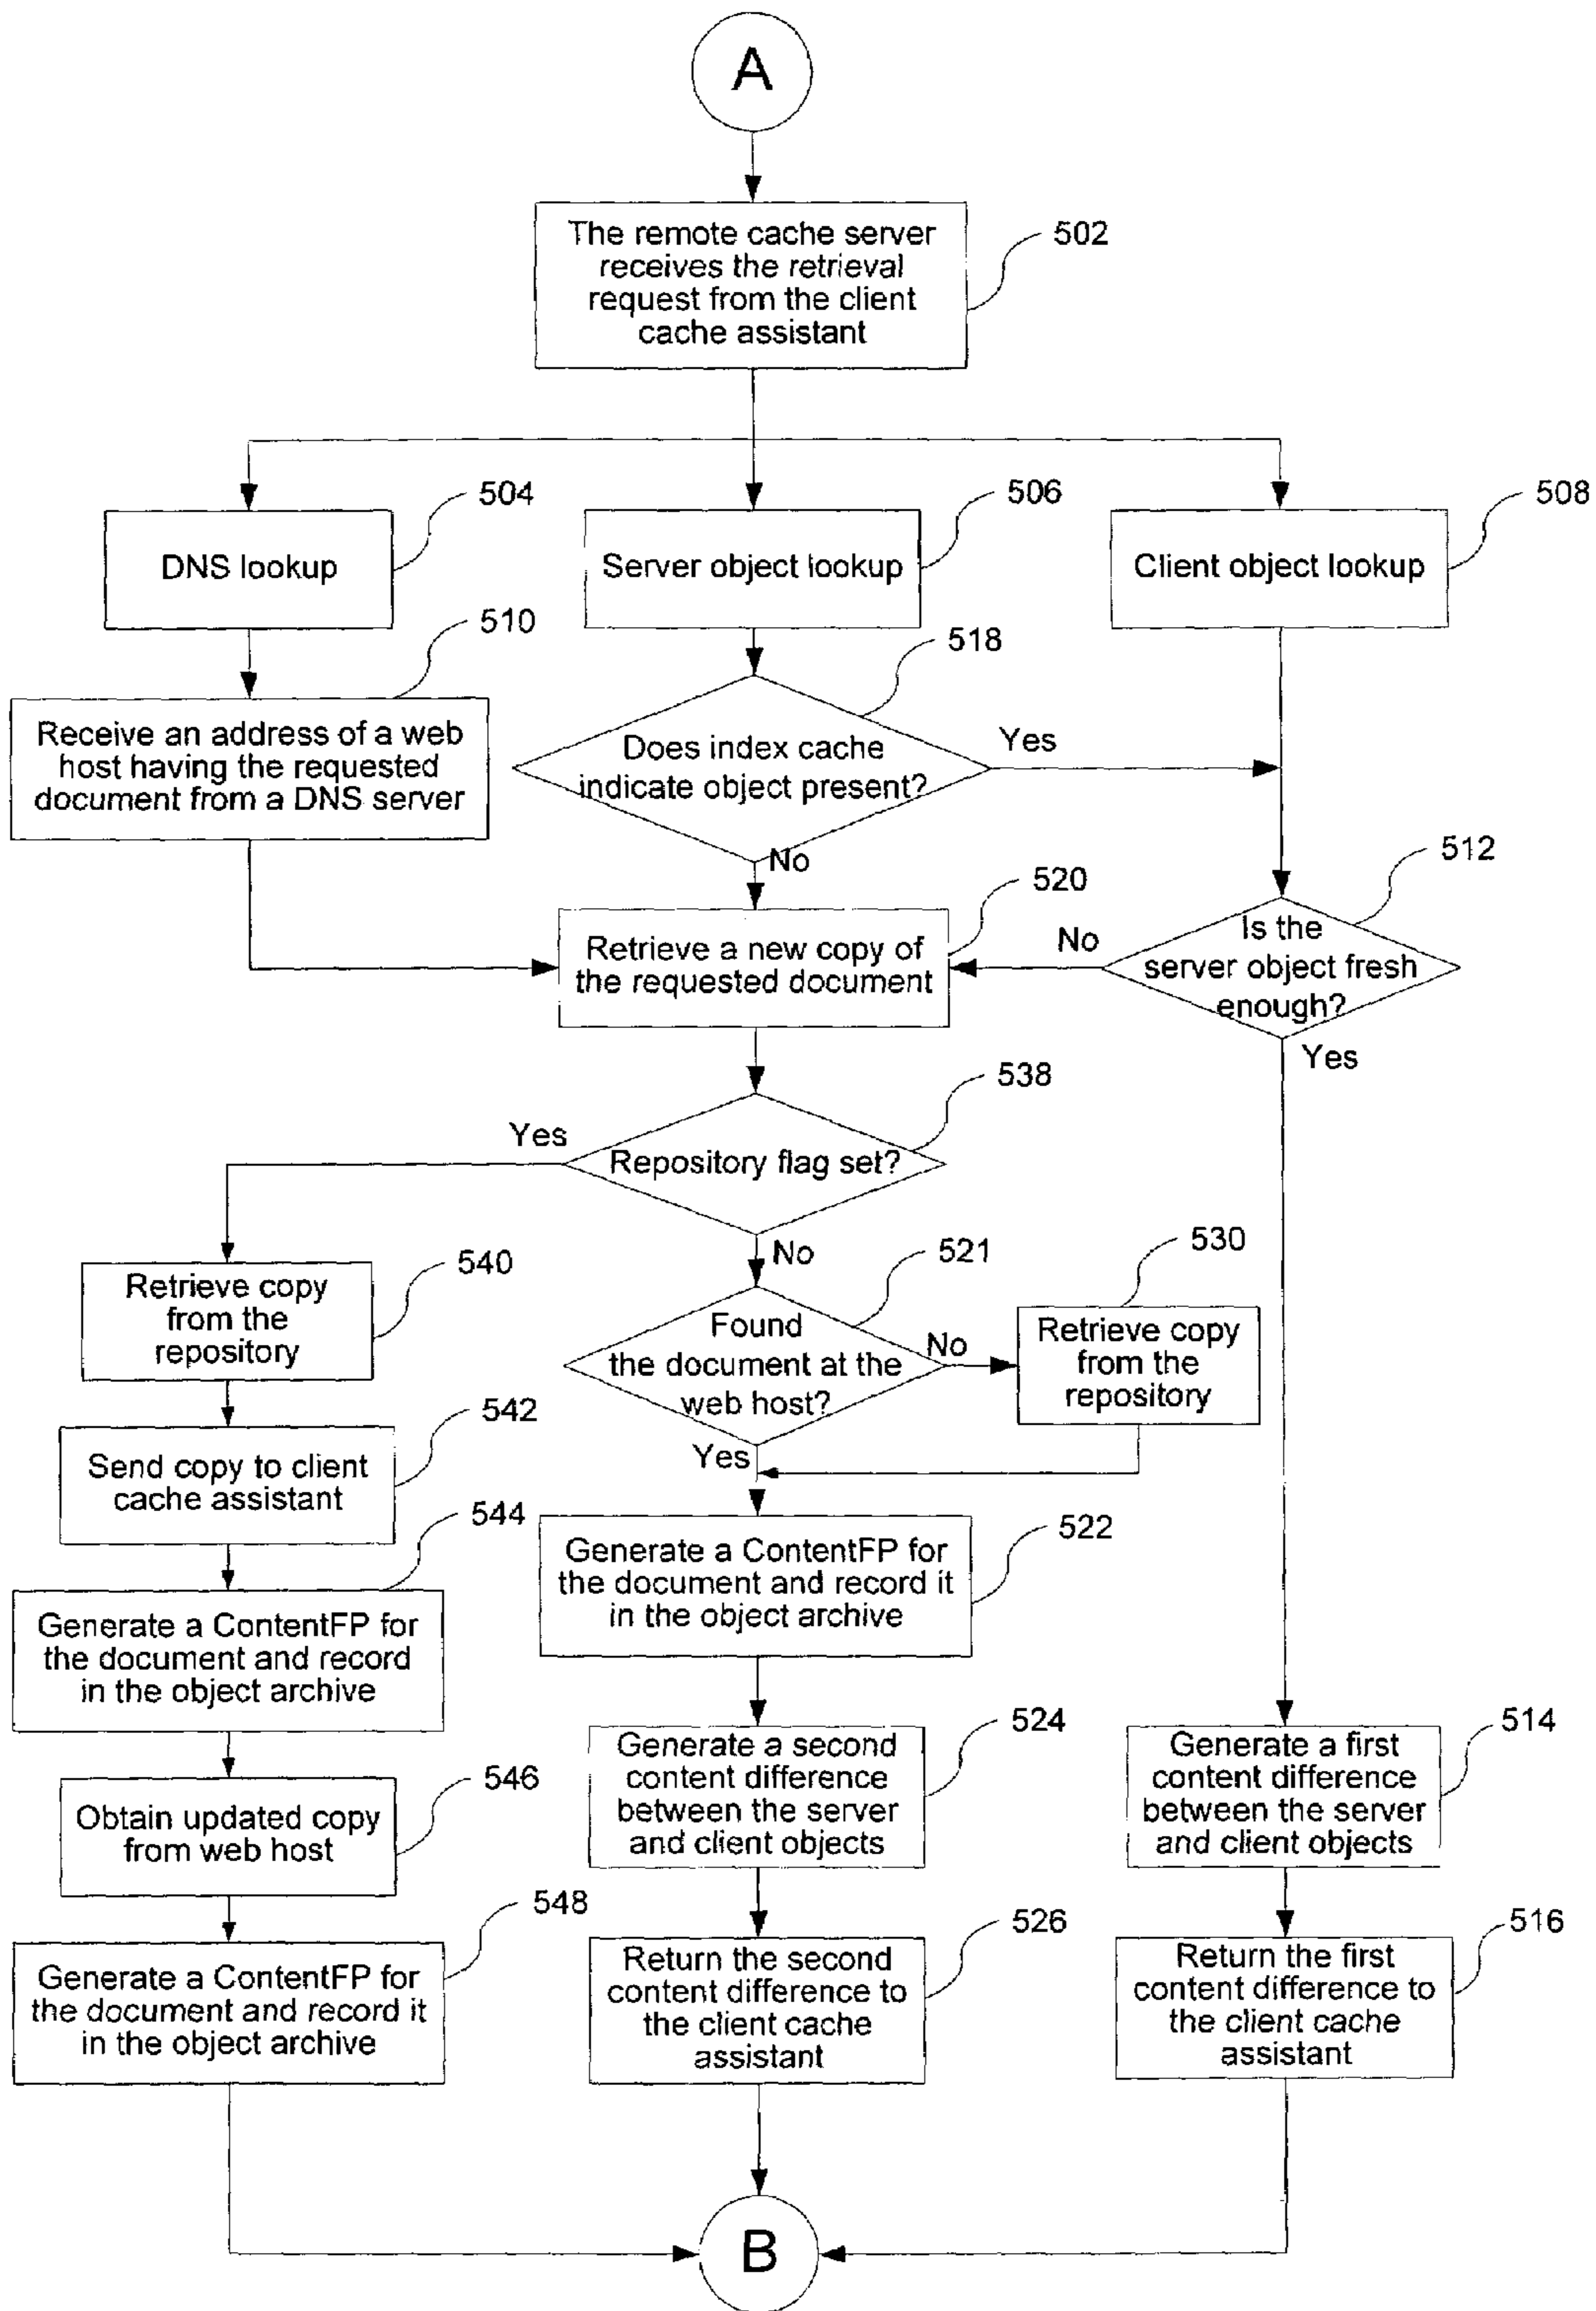 A
The remote cache server
receives the retrieval
request from the client
cache assistant
502
504
506
508
DNS lookup
Server object lookup
Client object lookup
510
518
Receive an address of a web
host having the requested
document from a DNS server
Does index cache
indicate object present?
Yes
No
512
520
Retrieve a new copy of
the requested document
No
Is the
server object fresh
enough?
Yes
538
Yes
Repository flag set?
No
540
Retrieve copy
from the
repository
521
530
Found
the document at the
web host?
No
Retrieve copy
from the
repository
Yes
542
Send copy to client
cache assistant
544
522
Generate a ContentFP for
the document and record it
in the object archive
Generate a ContentFP for
the document and record
in the object archive
524
514
Generate a second
content difference
between the server
and client objects
Generate a first
content difference
between the server
and client objects
546
Obtain updated copy
from web host
548
526
516
Generate a ContentFP for
the document and record it
in the object archive
Return the second
content difference to
the client cache
assistant
Return the first
content difference to
the client cache
assistant
B